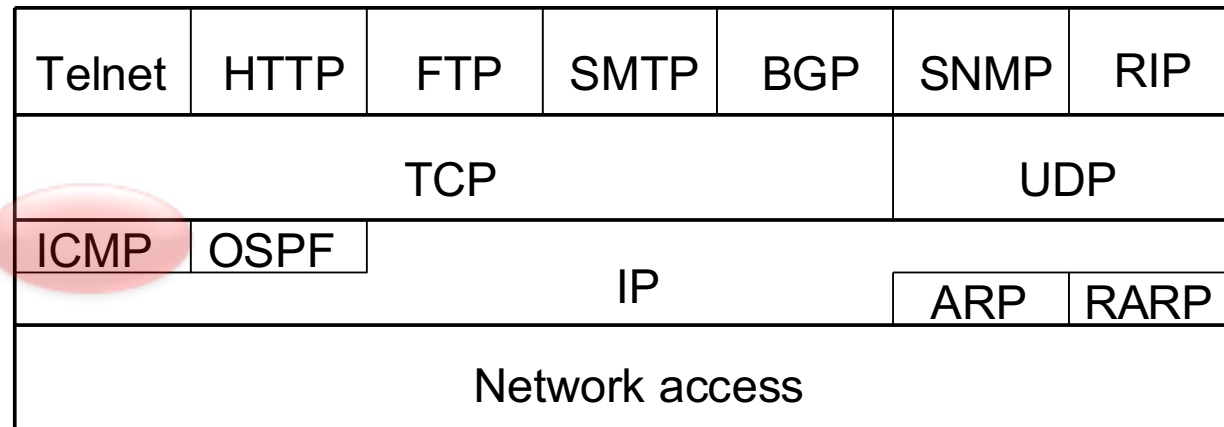 Telnet HTTP FTP SMTP BGP SNMP RIP
TCP UDP
ICMP OSPF
IP
ARP RARP
Network access